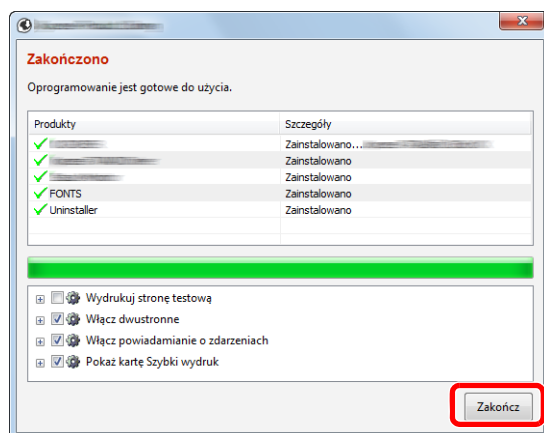 Zakończono
Oprogramowanie jest gotowe do użycia.
Produkty Szczegóły
Zainstalowano...
Zainstalowano
Zainstalowano
FONTS Zainstalowano
Uninstaller Zainstalowano
Wydrukuj stronę testową
Włącz dwustronne
Włącz powiadamianie o zdarzeniach
Pokaż kartę Szybki wydruk
Zakończ